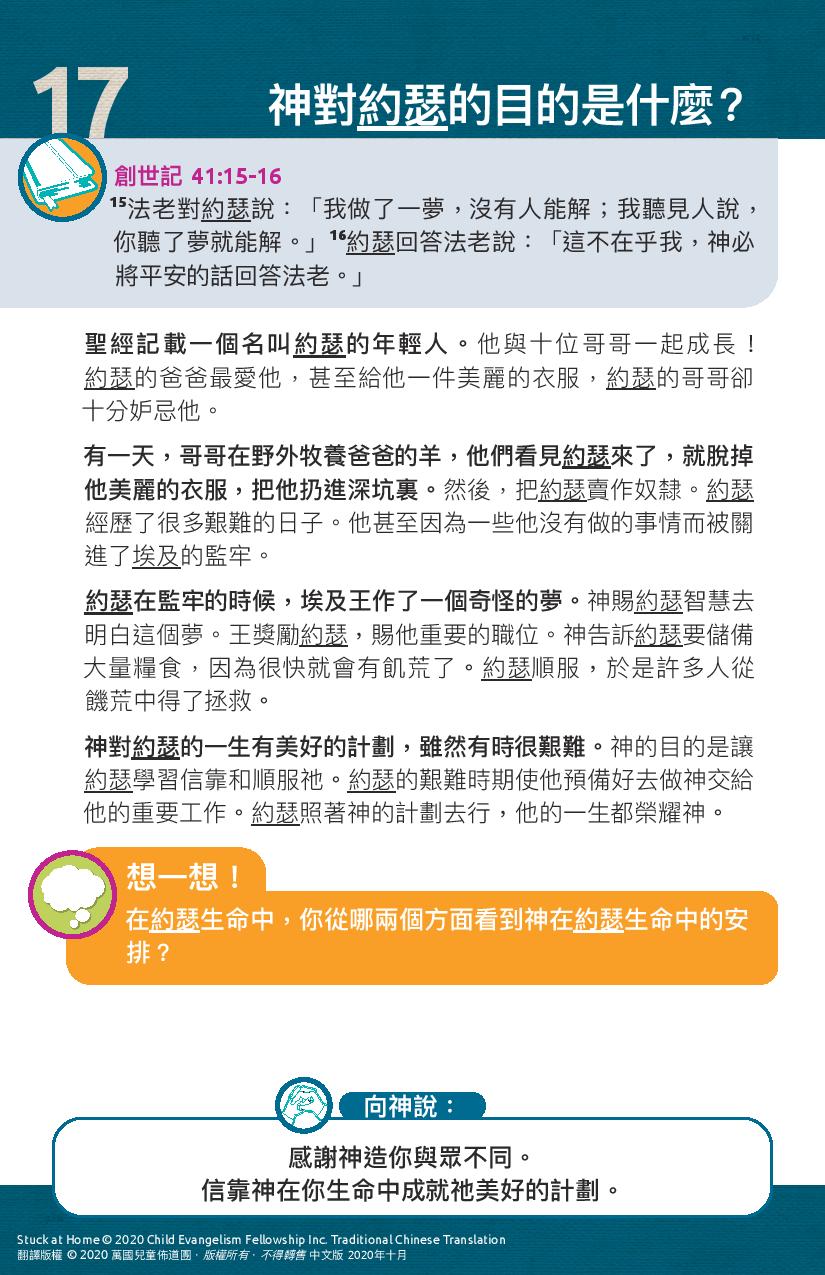 17
神對約瑟的目的是什麼？
創世記 41:15-16
15法老對約瑟說：「我做了一夢，沒有人能解；我聽見人說，
你聽了夢就能解。」16約瑟回答法老說：「這不在乎我，神必
將平安的話回答法老。」
聖經記載一個名叫約瑟的年輕人。他與十位哥哥一起成長！
約瑟的爸爸最愛他，甚至給他一件美麗的衣服，約瑟的哥哥卻
十分妒忌他。
有一天，哥哥在野外牧養爸爸的羊，他們看見約瑟來了，就脫掉
他美麗的衣服，把他扔進深坑裏。然後，把約瑟賣作奴隸。約瑟
經歷了很多艱難的日子。他甚至因為一些他沒有做的事情而被關
進了埃及的監牢。
約瑟在監牢的時候，埃及王作了一個奇怪的夢。神賜約瑟智慧去
明白這個夢。王獎勵約瑟，賜他重要的職位。神告訴約瑟要儲備
大量糧食，因為很快就會有飢荒了。約瑟順服，於是許多人從
饑荒中得了拯救。
神對約瑟的一生有美好的計劃，雖然有時很艱難。神的目的是讓
約瑟學習信靠和順服祂。約瑟的艱難時期使他預備好去做神交給
他的重要工作。約瑟照著神的計劃去行，他的一生都榮耀神。
想一想！
在約瑟生命中，你從哪兩個方面看到神在約瑟生命中的安
排？
向神說：
感謝神造你與眾不同。
信靠神在你生命中成就祂美好的計劃。
Stuck at Home © 2020 Child Evangelism Fellowship Inc. Traditional Chinese Translation
翻譯版權 © 2020 萬國兒童佈道團．版權所有．不得轉售 中文版 2020年十月